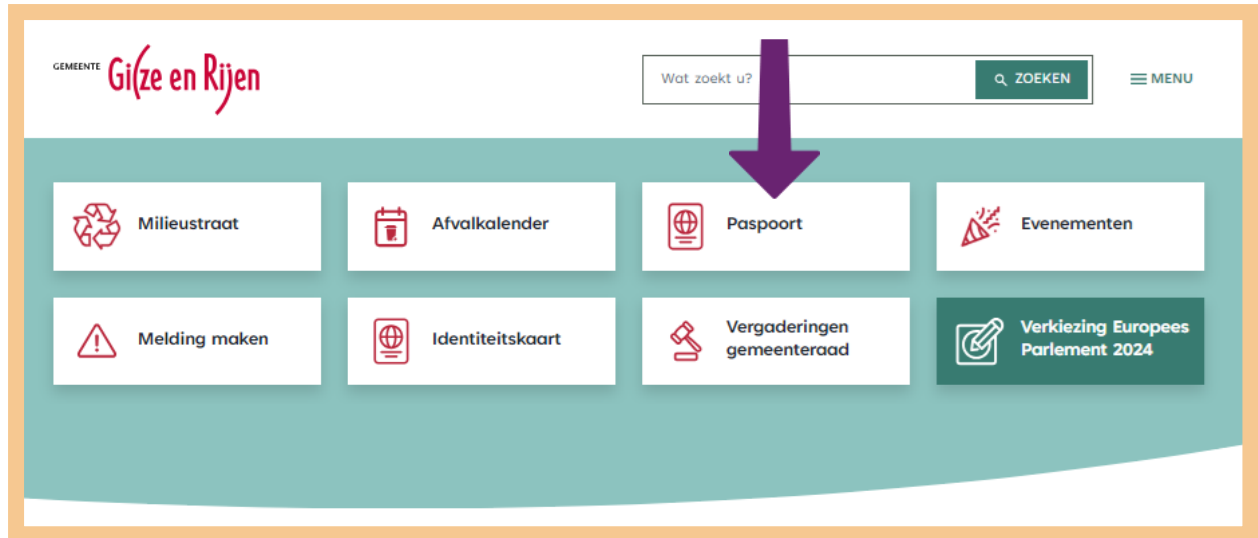 GEMEENTE Gilze en Rijen
Wat zoekt u?
ZOEKEN
MENU
Milieustraat
Afvalkalender
Paspoort
Evenementen
Melding maken
Identiteitskaart
Vergaderingen
gemeenteraad
Verkiezing Europees
Parlement 2024